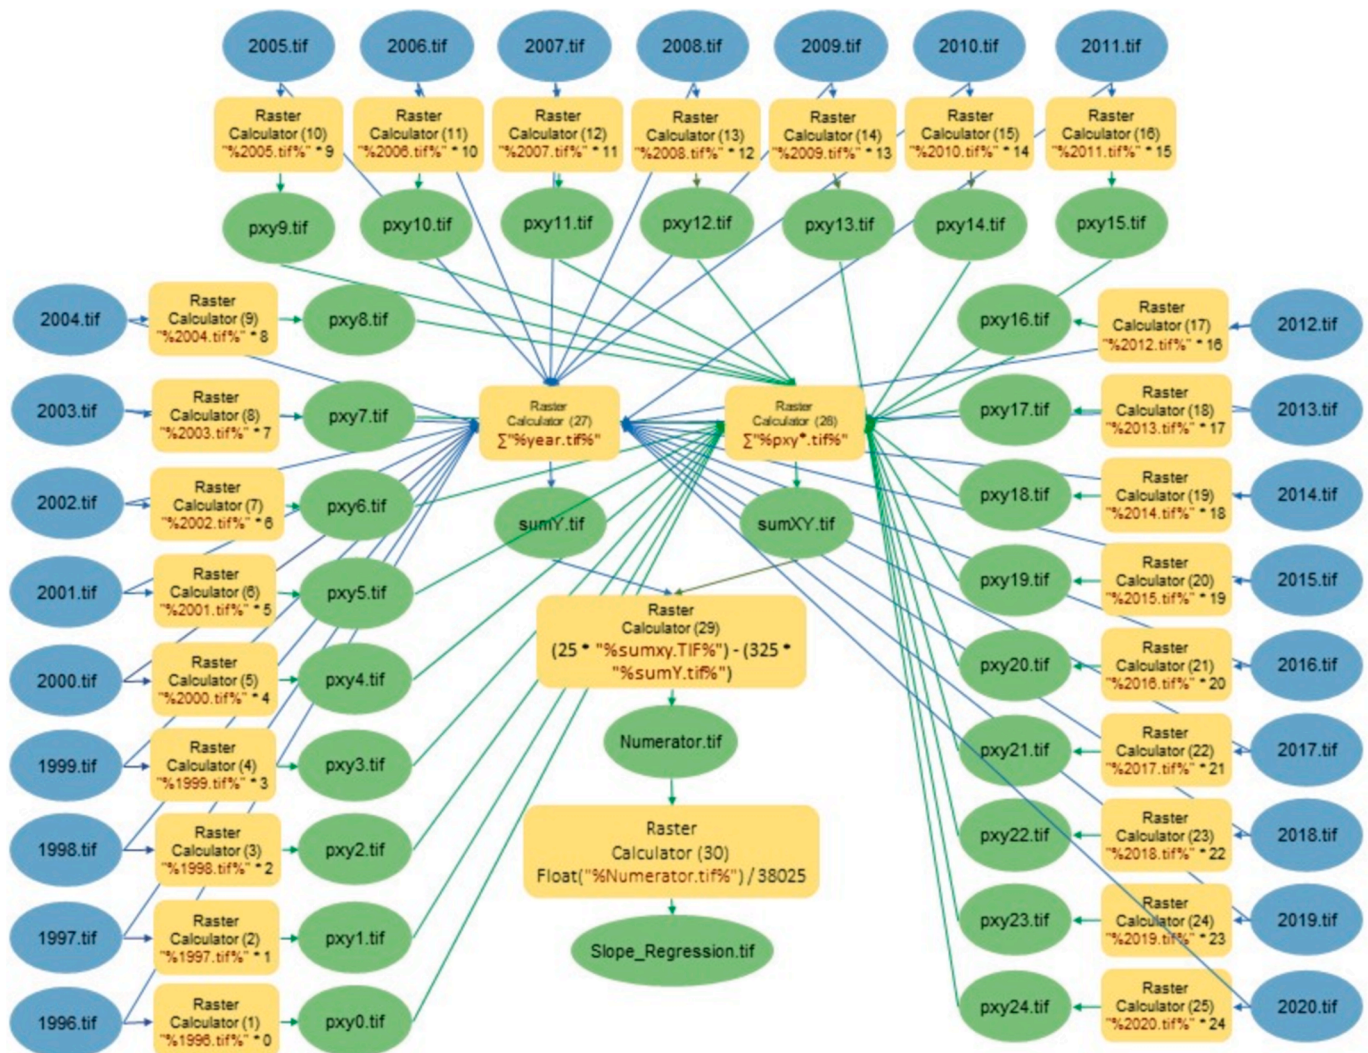 2005.tif
2006.tif
2007.tif
2008.tif
2009.tif
2010.tif
2011.tif
Raster
Calculator (10)
"%2005.tif%" * 9
Raster
Calculator (11)
"%2006.tif%" * 10
Raster
Calculator (12)
"%2007.tif%" * 11
Raster
Calculator (13)
"%2008.tif%" * 12
Raster
Calculator (14)
"%2009.tif%" * 13
Raster
Calculator (15)
"%2010.tif%" * 14
Raster
Calculator (16)
"%2011.tif%" * 15
pxy9.tif
pxy10.tif
pxy11.tif
pxy12.tif
pxy13.tif
pxy14.tif
pxy15.tif
2004.tif
Raster
Calculator (9)
"%2004.tif%" * 8
pxy8.tif
pxy16.tif
Raster
Calculator (17)
"%2012.tif%" * 16
2012.tif
2003.tif
Raster
Calculator (8)
"%2003.tif%" * 7
pxy7.tif
Raster
Calculator (27)
∑"%year.tif%"
Raster
Calculator (26)
∑"%pxy*.tif%"
pxy17.tif
Raster
Calculator (18)
"%2013.tif%" * 17
2013.tif
2002.tif
Raster
Calculator (7)
"%2002.tif%" * 6
pxy6.tif
sumY.tif
sumXY.tif
pxy18.tif
Raster
Calculator (19)
"%2014.tif%" * 18
2014.tif
2001.tif
Raster
Calculator (6)
"%2001.tif%" * 5
pxy5.tif
pxy19.tif
Raster
Calculator (20)
"%2015.tif%" * 19
2015.tif
Raster
Calculator (29)
(25 * "%sumxy.TIF%") - (325 *
"%sumY.tif%")
2000.tif
Raster
Calculator (5)
"%2000.tif%" * 4
pxy4.tif
pxy20.tif
Raster
Calculator (21)
"%2016.tif%" * 20
2016.tif
1999.tif
Raster
Calculator (4)
"%1999.tif%" * 3
pxy3.tif
Numerator.tif
pxy21.tif
Raster
Calculator (22)
"%2017.tif%" * 21
2017.tif
1998.tif
Raster
Calculator (3)
"%1998.tif%" * 2
pxy2.tif
Raster
Calculator (30)
Float("%Numerator.tif%") / 38025
pxy22.tif
Raster
Calculator (23)
"%2018.tif%" * 22
2018.tif
1997.tif
Raster
Calculator (2)
"%1997.tif%" * 1
pxy1.tif
Slope_Regression.tif
pxy23.tif
Raster
Calculator (24)
"%2019.tif%" * 23
2019.tif
1996.tif
Raster
Calculator (1)
"%1996.tif%" * 0
pxy0.tif
pxy24.tif
Raster
Calculator (25)
"%2020.tif%" * 24
2020.tif